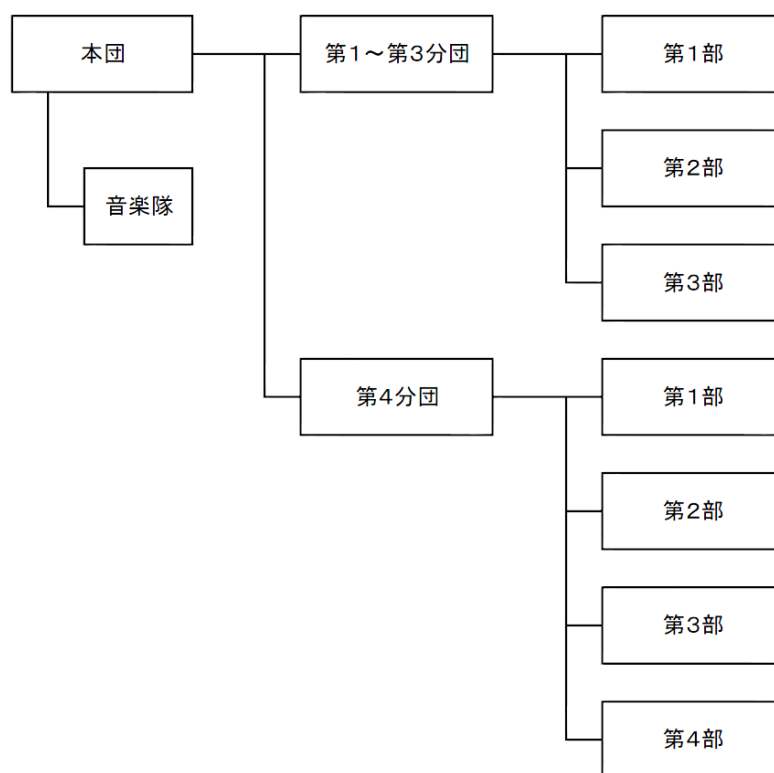 本団
第1～第3分団
第1部
第2部
音楽隊
第3部
第4分団
第1部
第2部
第3部
第4部